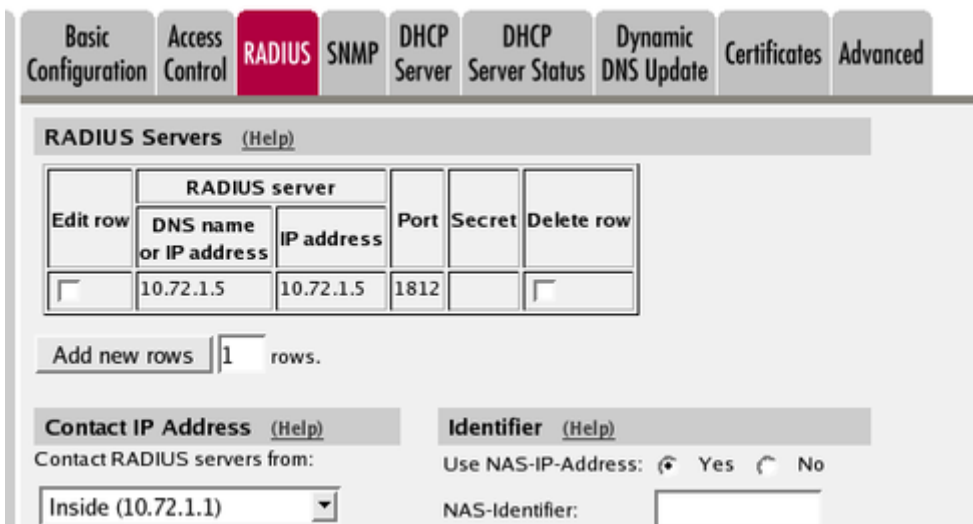 Basic Configuration
Access Control
RADIUS
SNMP
DHCP Server
DHCP Server Status
Dynamic DNS Update
Certificates
Advanced
RADIUS Servers (Help)
Edit row
RADIUS server
DNS name or IP address
IP address
Port
Secret
Delete row
10.72.1.5 10.72.1.5 1812
Add new rows 1 rows.
Contact IP Address (Help)
Contact RADIUS servers from:
Inside (10.72.1.1)
Identifier (Help)
Use NAS-IP-Address: Yes No
NAS-Identifier: